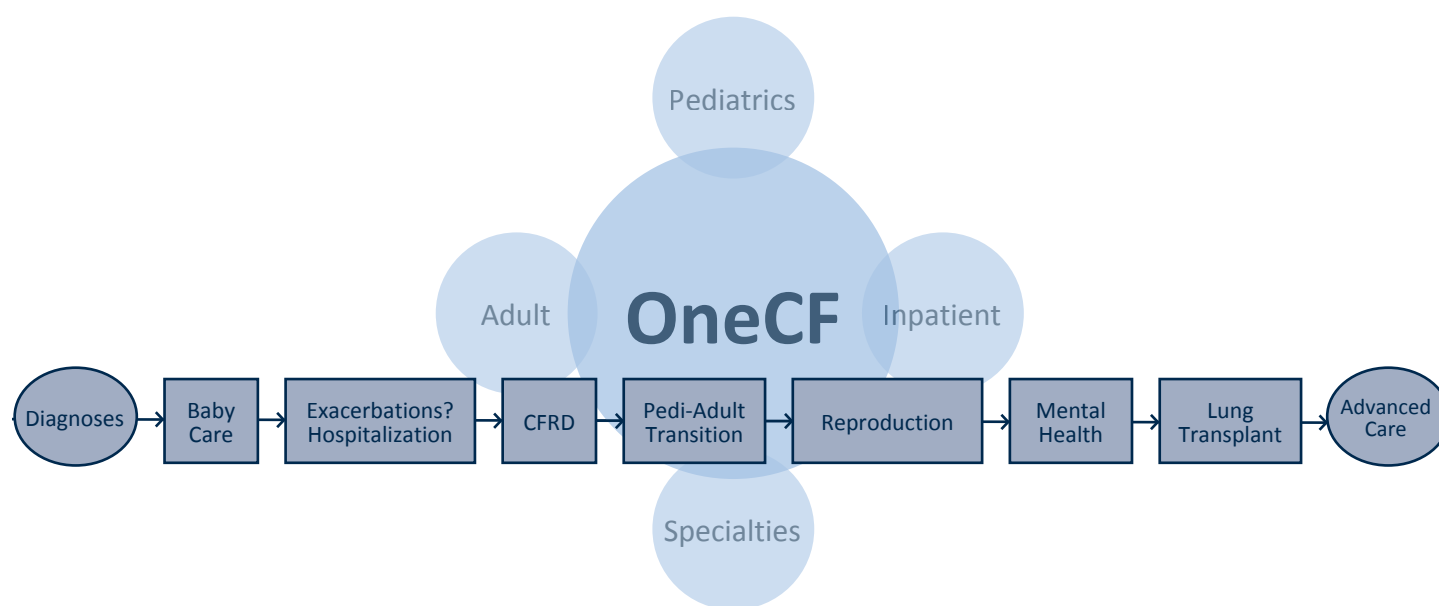 Pediatrics
Adult
OneCF
Inpatient
Diagnoses
Baby
Care
Exacerbations?
Hospitalization
CFRD
Pedi-Adult
Transition
Reproduction
Mental
Health
Lung
Transplant
Advanced
Care
Specialties